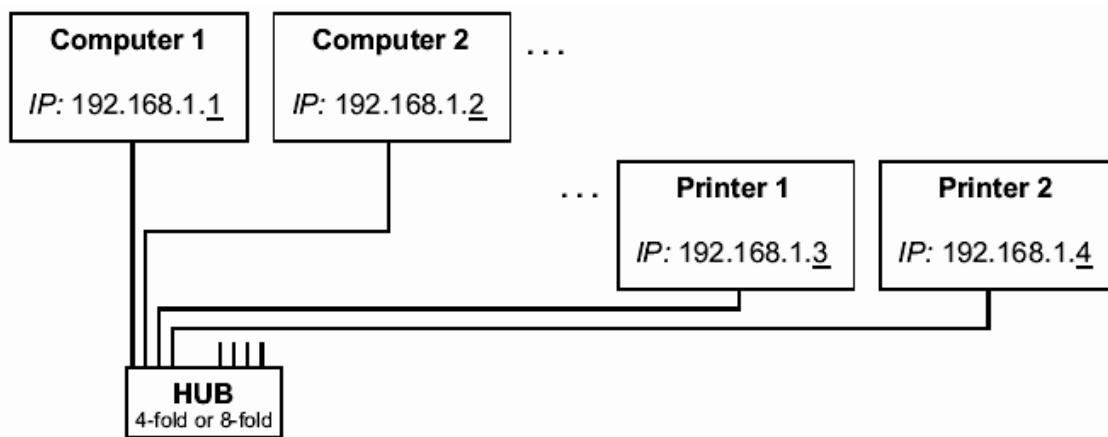 Computer 1
IP: 192.168.1.1
Computer 2
IP: 192.168.1.2
. . .
. . .
Printer 1
IP: 192.168.1.3
Printer 2
IP: 192.168.1.4
HUB
4-fold or 8-fold